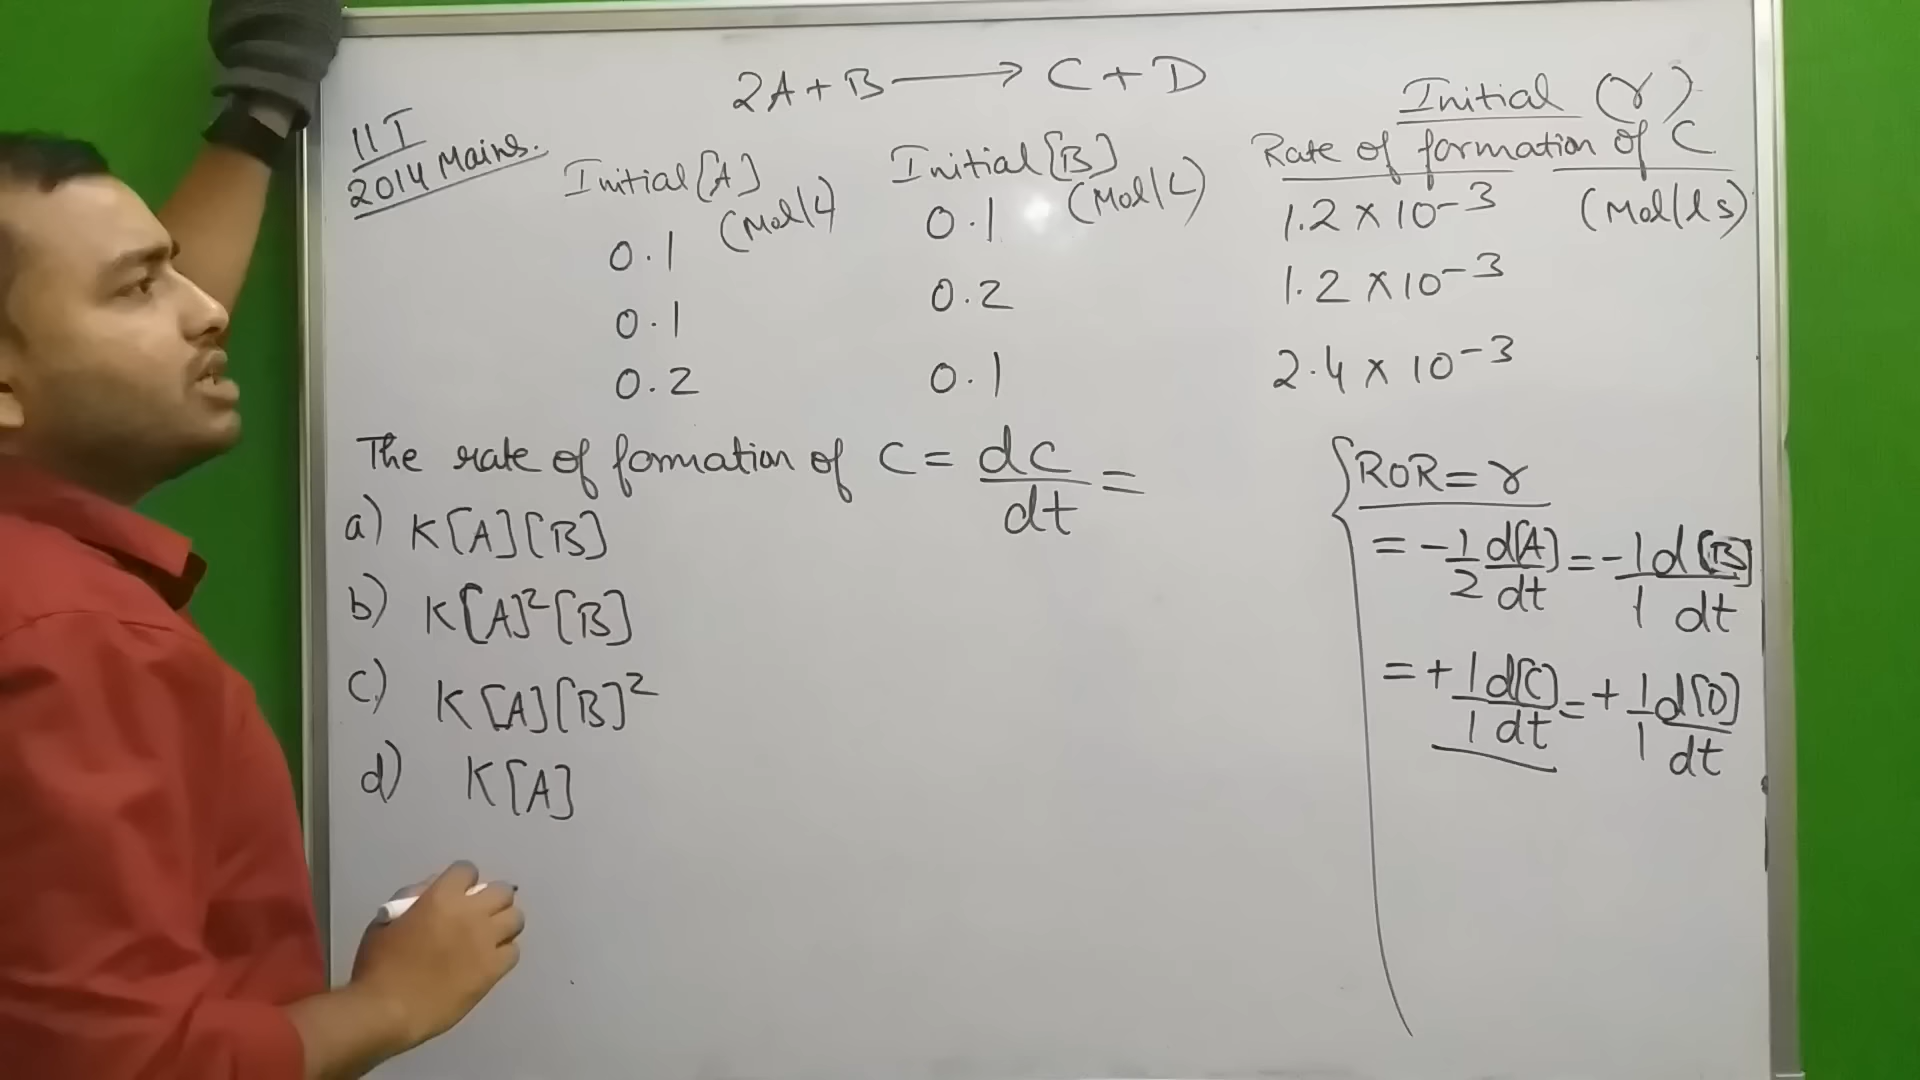 2A + B ⟶ C + D
IIT
2014 Mains.
Initial [A]
(Mol/L)
Initial [B]
(Mol/L)
Initial (r)
Rate of formation of C
(Mol/ls)
0.1 0.1 1.2 × 10⁻³
0.1 0.2 1.2 × 10⁻³
0.2 0.1 2.4 × 10⁻³
The rate of formation of C = dC/dt =
a) K[A][B]
b) K[A]²[B]
c) K[A][B]²
d) K[A]
ROR = r
= -1/2 d[A]/dt = -1/1 d[B]/dt
= +1/1 d[C]/dt = +1/1 d[D]/dt